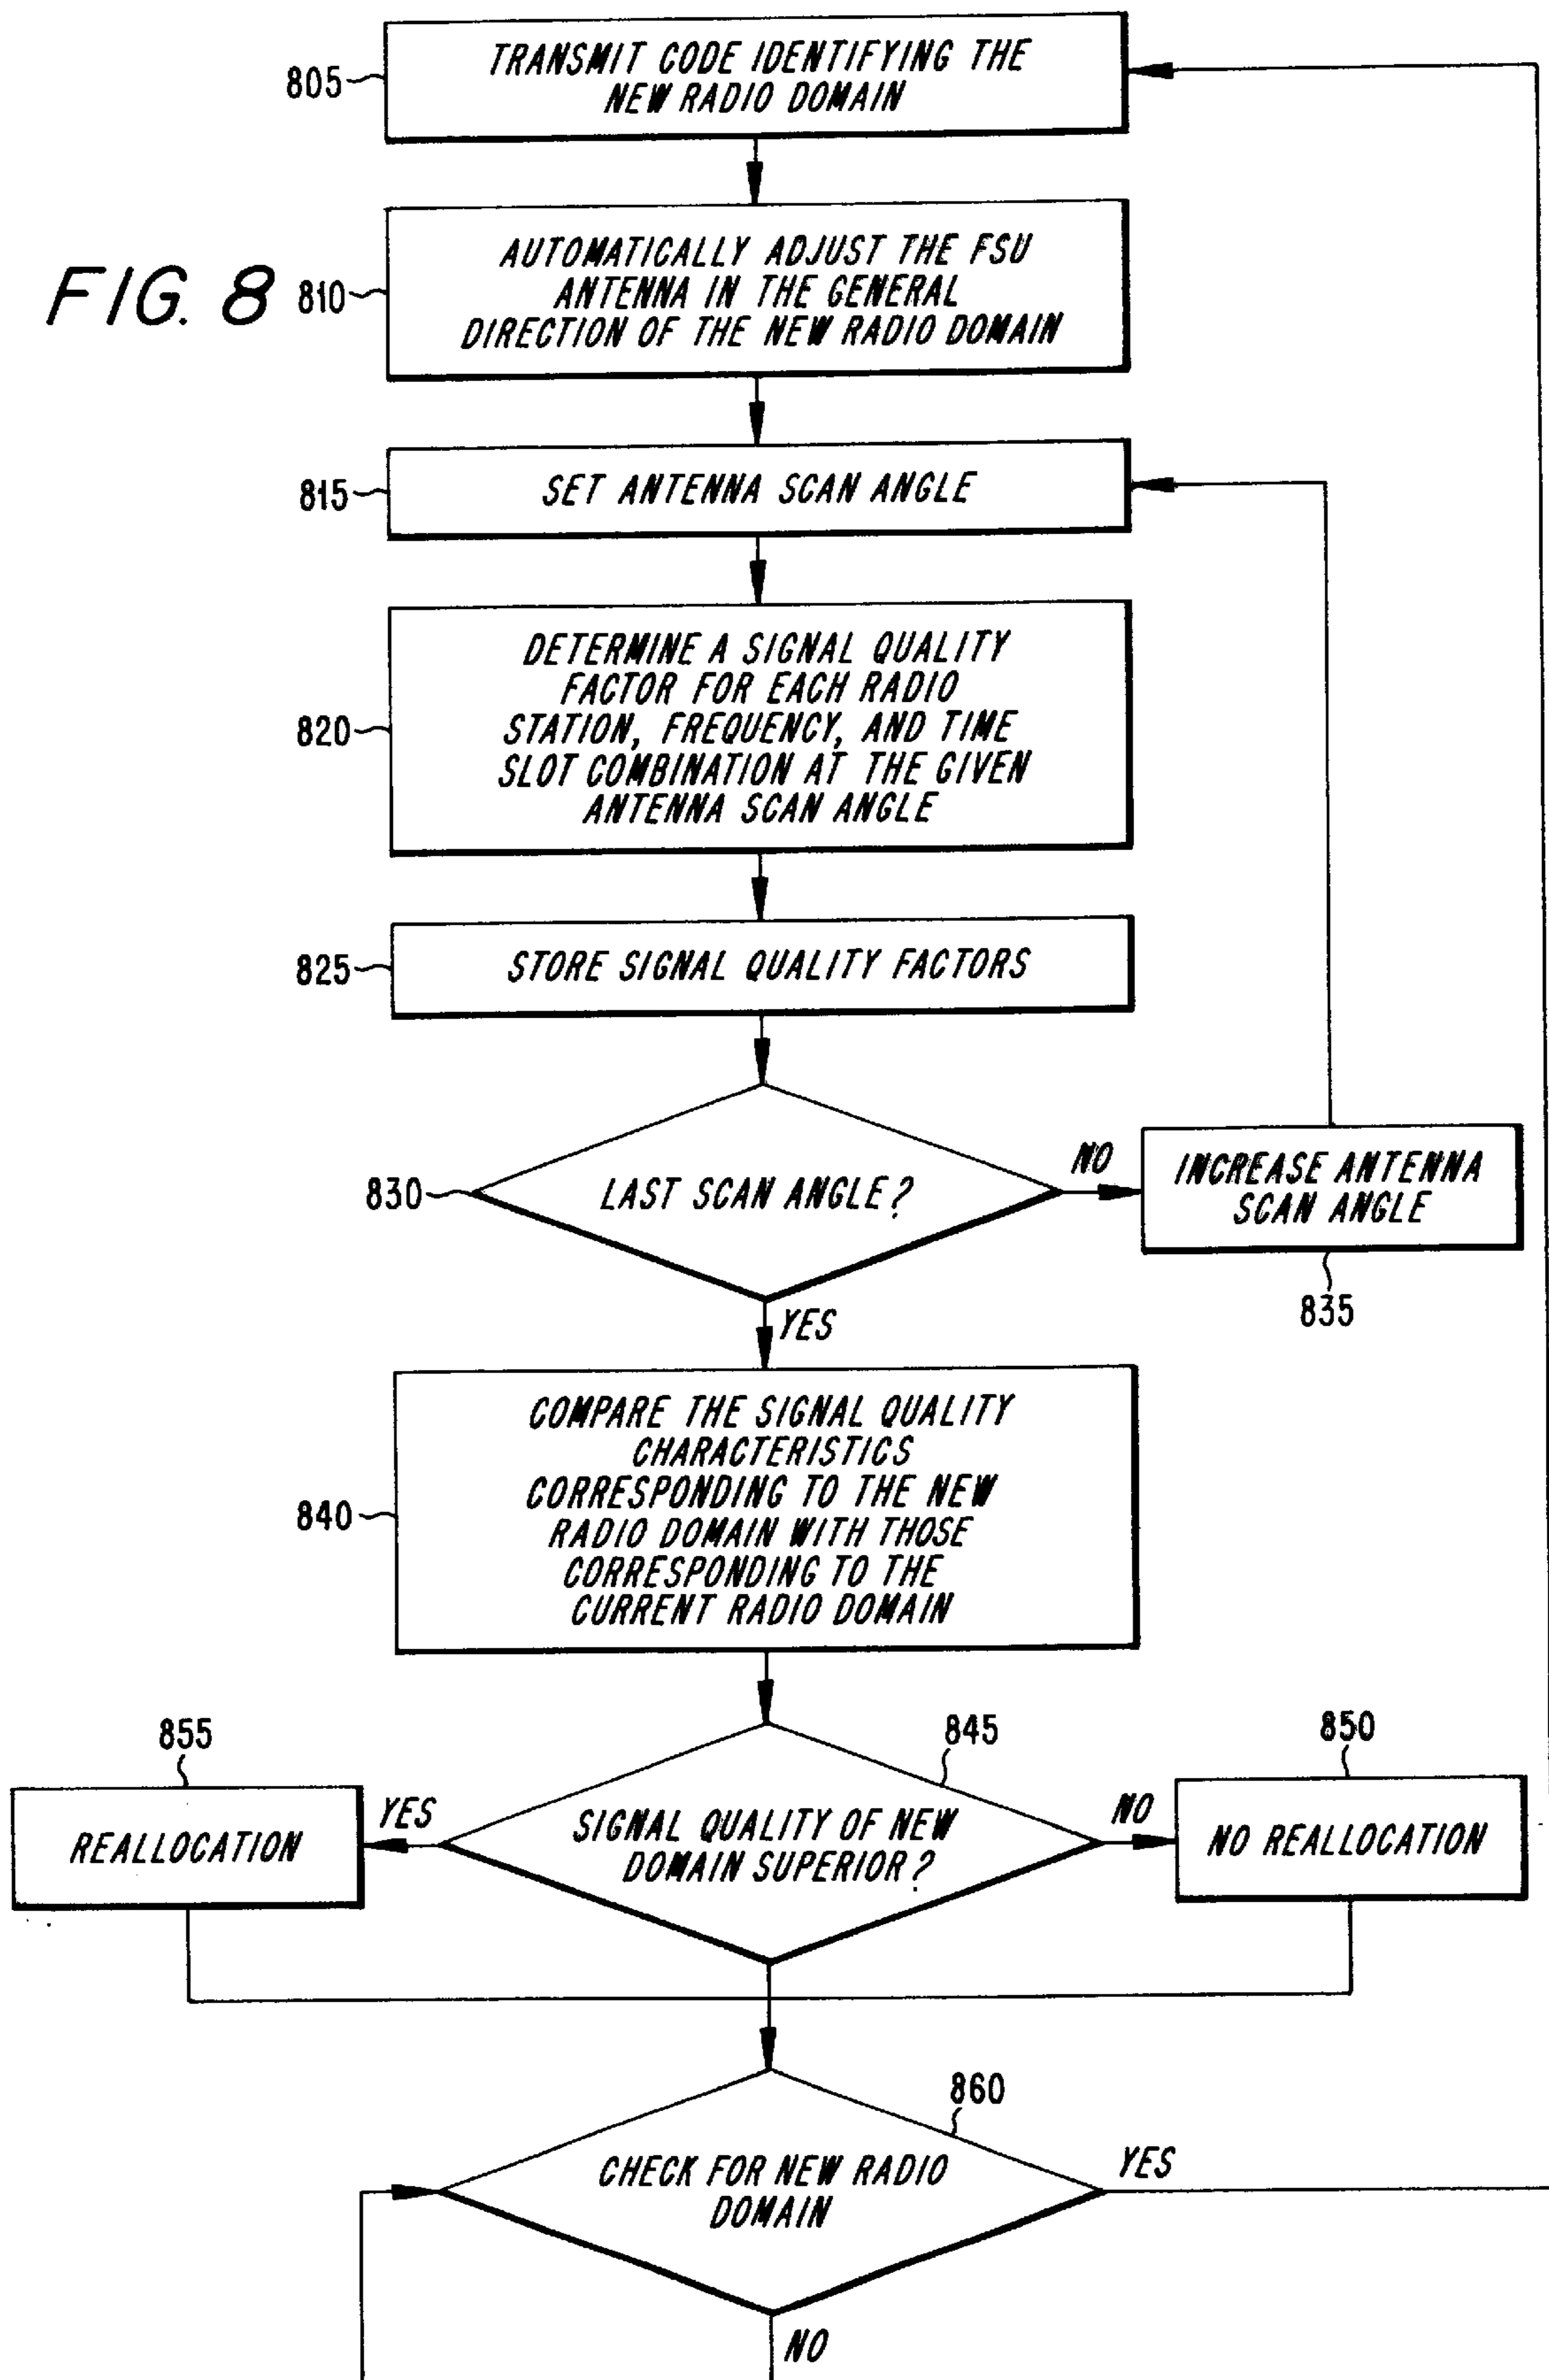 TRANSMIT CODE IDENTIFYING THE
NEW RADIO DOMAIN
805
FIG. 8
AUTOMATICALLY ADJUST THE FSU
ANTENNA IN THE GENERAL
DIRECTION OF THE NEW RADIO DOMAIN
810
SET ANTENNA SCAN ANGLE
815
DETERMINE A SIGNAL QUALITY
FACTOR FOR EACH RADIO
STATION, FREQUENCY, AND TIME
SLOT COMBINATION AT THE GIVEN
ANTENNA SCAN ANGLE
820
STORE SIGNAL QUALITY FACTORS
825
LAST SCAN ANGLE?
830
NO
INCREASE ANTENNA
SCAN ANGLE
835
YES
COMPARE THE SIGNAL QUALITY
CHARACTERISTICS
CORRESPONDING TO THE NEW
RADIO DOMAIN WITH THOSE
CORRESPONDING TO THE
CURRENT RADIO DOMAIN
840
855
845
850
REALLOCATION
YES
SIGNAL QUALITY OF NEW
DOMAIN SUPERIOR?
NO
NO REALLOCATION
860
CHECK FOR NEW RADIO
DOMAIN
YES
NO